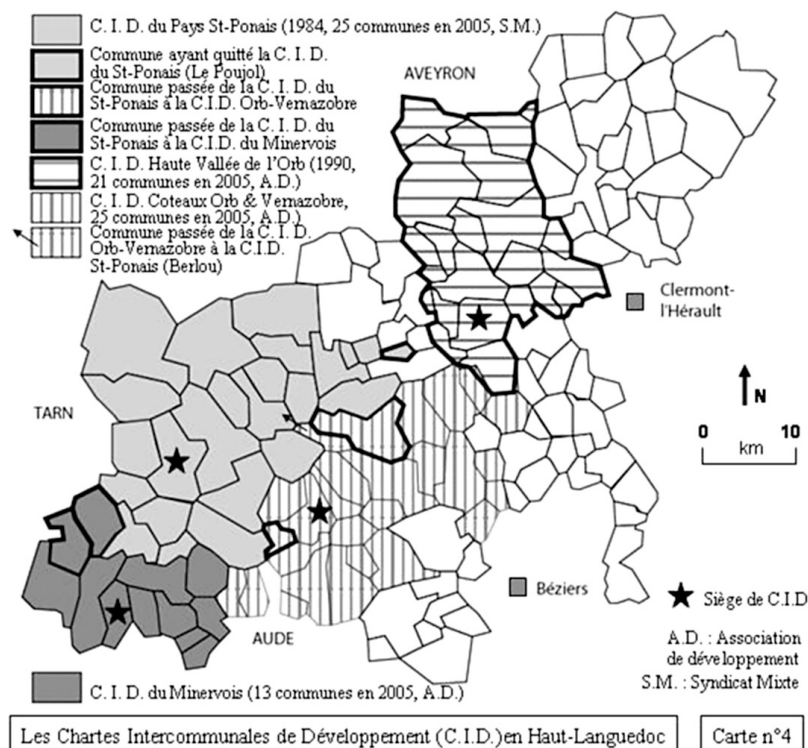 C. I. D. du Pays St-Ponais (1984, 25 communes en 2005, S.M.)
Commune ayant quitté la C. I. D.
du St-Ponais (Le Poujol)
Commune passée de la C. I. D. du
St-Ponais à la C.I.D. Orb-Vernazobre
Commune passée de la C. I. D. du
St-Ponais à la C.I.D. du Minervois
C. I. D. Haute Vallée de l'Orb (1990,
21 communes en 2005, A.D.)
C. I. D. Coteaux Orb & Vernazobre,
25 communes en 2005, A.D.)
Commune passée de la C. I. D.
Orb-Vernazobre à la C.I.D.
St-Ponais (Berlou)
AVEYRON
Clermont-
l'Hérault
N
0 10
km
TARN
Béziers
AUDE
Siège de C.I.D
A.D. : Association
de développement
S.M. : Syndicat Mixte
C. I. D. du Minervois (13 communes en 2005, A.D.)
Les Chartes Intercommunales de Développement (C.I.D.) en Haut-Languedoc
Carte n°4